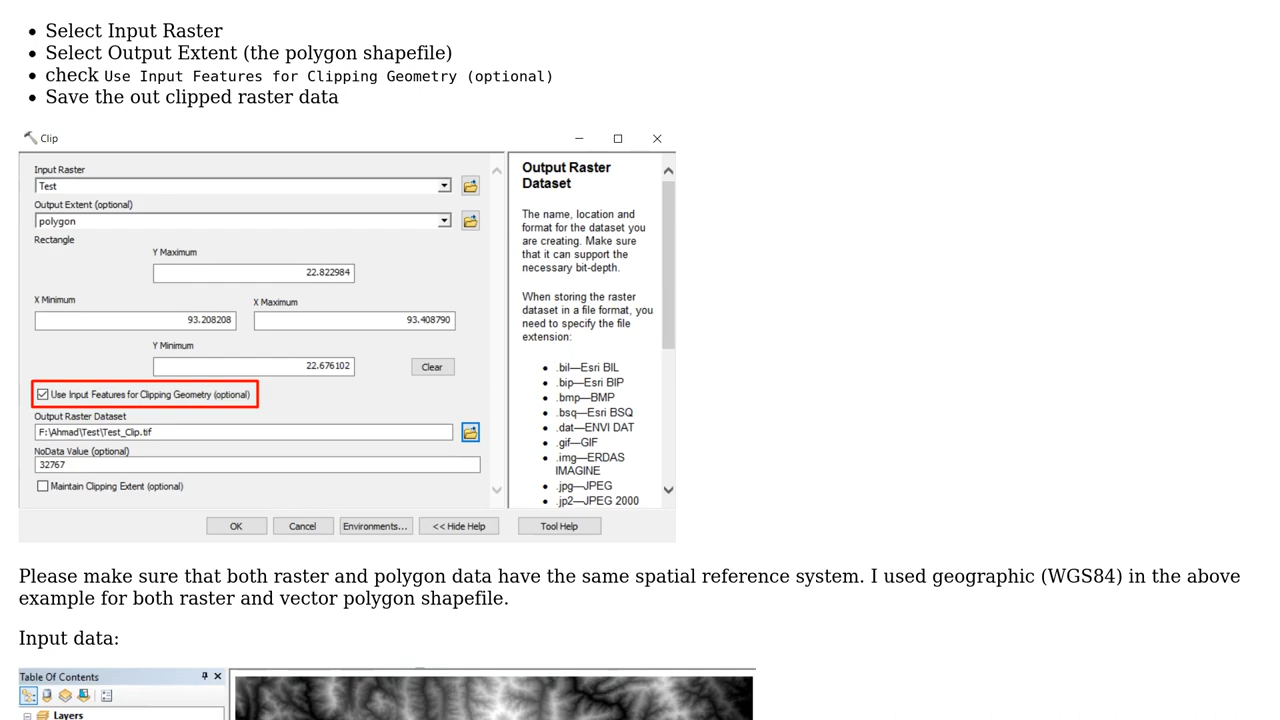 Select Input Raster
Select Output Extent (the polygon shapefile)
check Use Input Features for Clipping Geometry (optional)
Save the out clipped raster data
Clip
Input Raster
Test
Output Extent (optional)
polygon
Rectangle
Y Maximum
22.822984
X Minimum
X Maximum
93.208208
93.408790
Y Minimum
22.676102
Clear
Use Input Features for Clipping Geometry (optional)
Output Raster Dataset
F:\Ahmad\Test\Test_Clip.tif
NoData Value (optional)
32767
Maintain Clipping Extent (optional)
OK
Cancel
Environments...
<< Hide Help
Tool Help
Output Raster
Dataset
The name, location and
format for the dataset you
are creating. Make sure
that it can support the
necessary bit-depth.
When storing the raster
dataset in a file format, you
need to specify the file
extension:
.bil—Esri BIL
.bip—Esri BIP
.bmp—BMP
.bsq—Esri BSQ
.dat—ENVI DAT
.gif—GIF
.img—ERDAS
IMAGINE
.jpg—JPEG
.jp2—JPEG 2000
Please make sure that both raster and polygon data have the same spatial reference system. I used geographic (WGS84) in the above
example for both raster and vector polygon shapefile.
Input data:
Table Of Contents
Layers